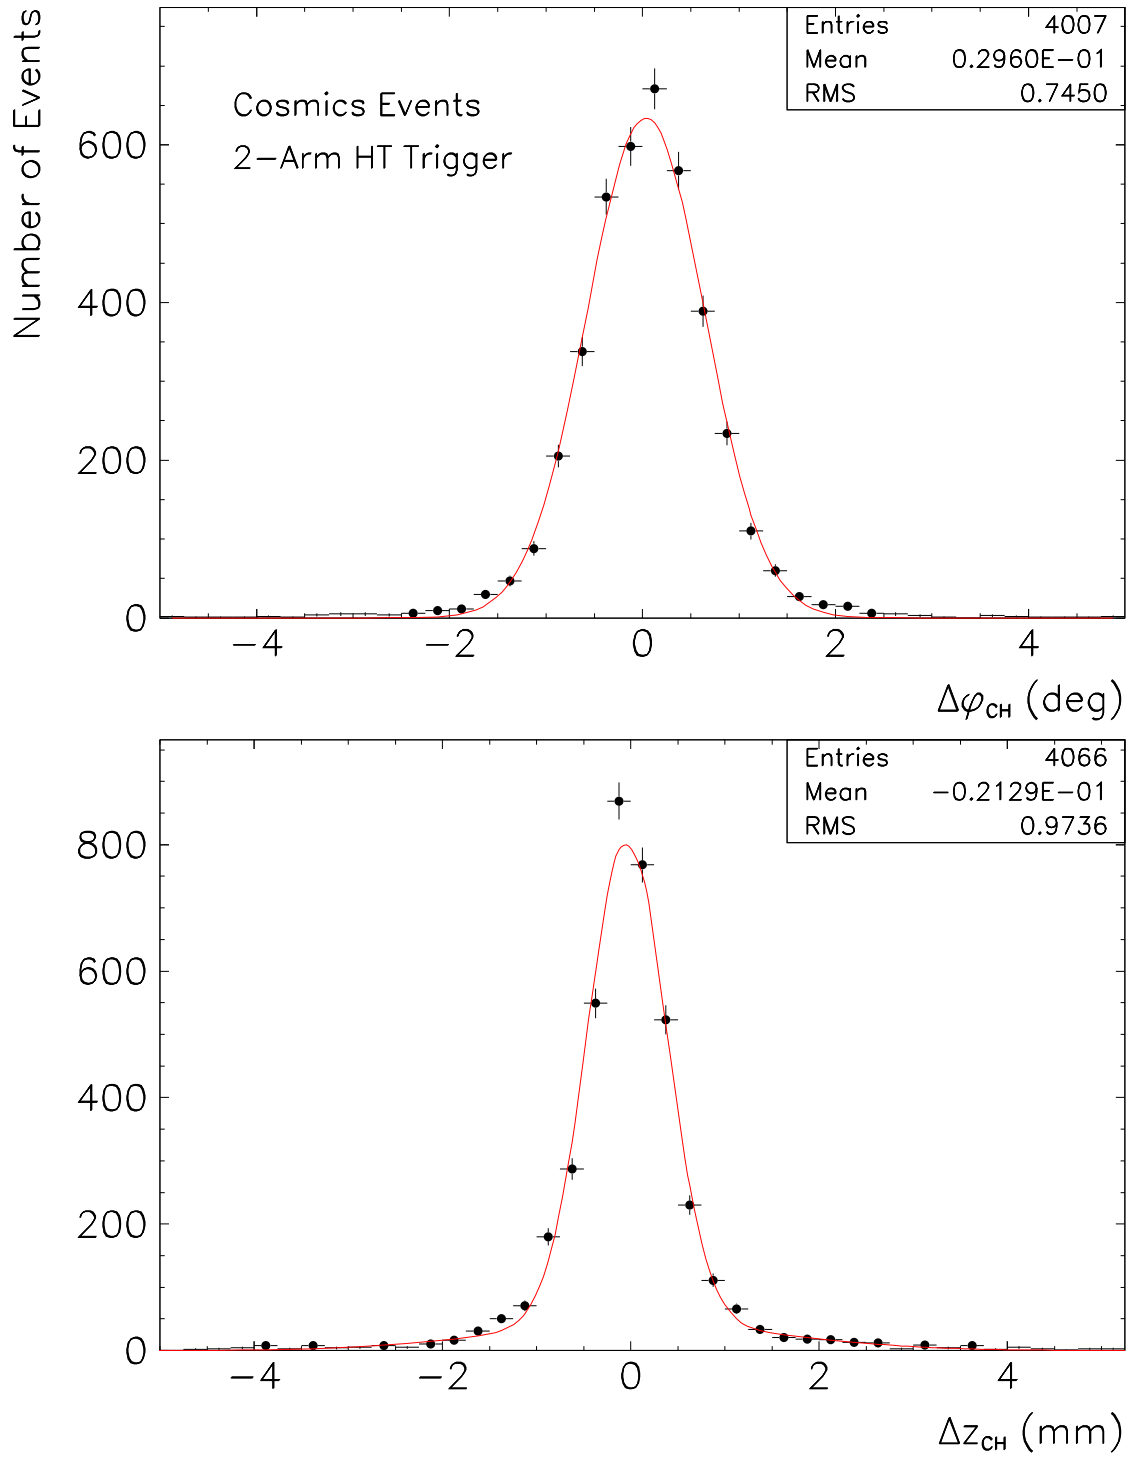 Number of Events
Entries 4007
Mean 0.2960E−01
RMS 0.7450
Cosmics Events
2−Arm HT Trigger
600
400
200
0
−4 −2 0 2 4
Δφ_CH (deg)
Entries 4066
Mean −0.2129E−01
RMS 0.9736
800
600
400
200
0
−4 −2 0 2 4
Δz_CH (mm)